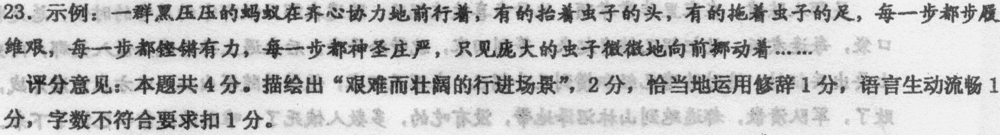 23. 示例：一群黑压压的蚂蚁在齐心协力地前行着，有的抬着虫子的头，有的拖着虫子的足，每一步都步履
维艰，每一步都铿锵有力，每一步都神圣庄严，只见庞大的虫子微微地向前挪动着……
评分意见：本题共 4 分。描绘出“艰难而壮阔的行进场景”，2 分，恰当地运用修辞 1 分，语言生动流畅 1
分，字数不符合要求扣 1 分。